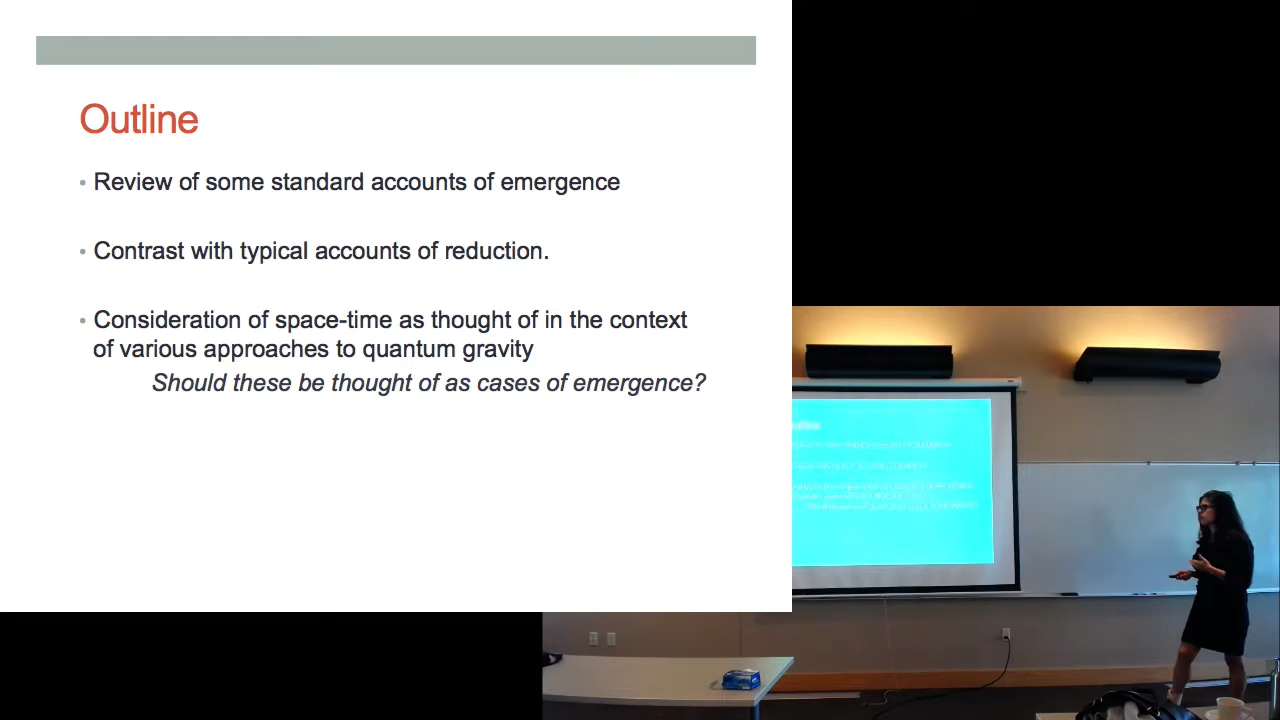 Outline
• Review of some standard accounts of emergence
• Contrast with typical accounts of reduction.
• Consideration of space-time as thought of in the context
of various approaches to quantum gravity
Should these be thought of as cases of emergence?